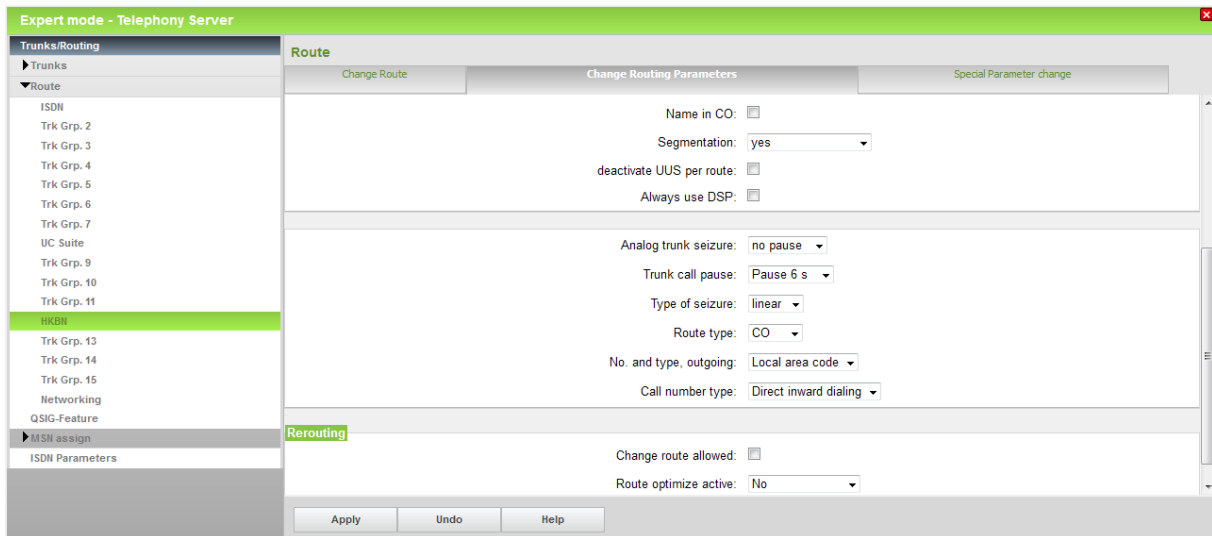 Expert mode - Telephony Server
Trunks/Routing
Trunks
Route
ISDN
Trk Grp. 2
Trk Grp. 3
Trk Grp. 4
Trk Grp. 5
Trk Grp. 6
Trk Grp. 7
UC Suite
Trk Grp. 9
Trk Grp. 10
Trk Grp. 11
HKBN
Trk Grp. 13
Trk Grp. 14
Trk Grp. 15
Networking
QSIG-Feature
MSN assign
ISDN Parameters
Route
Change Route Change Routing Parameters Special Parameter change
Name in CO:
Segmentation: yes
deactivate UUS per route:
Always use DSP:
Analog trunk seizure: no pause
Trunk call pause: Pause 6 s
Type of seizure: linear
Route type: CO
No. and type, outgoing: Local area code
Call number type: Direct inward dialing
Rerouting
Change route allowed:
Route optimize active: No
Apply Undo Help